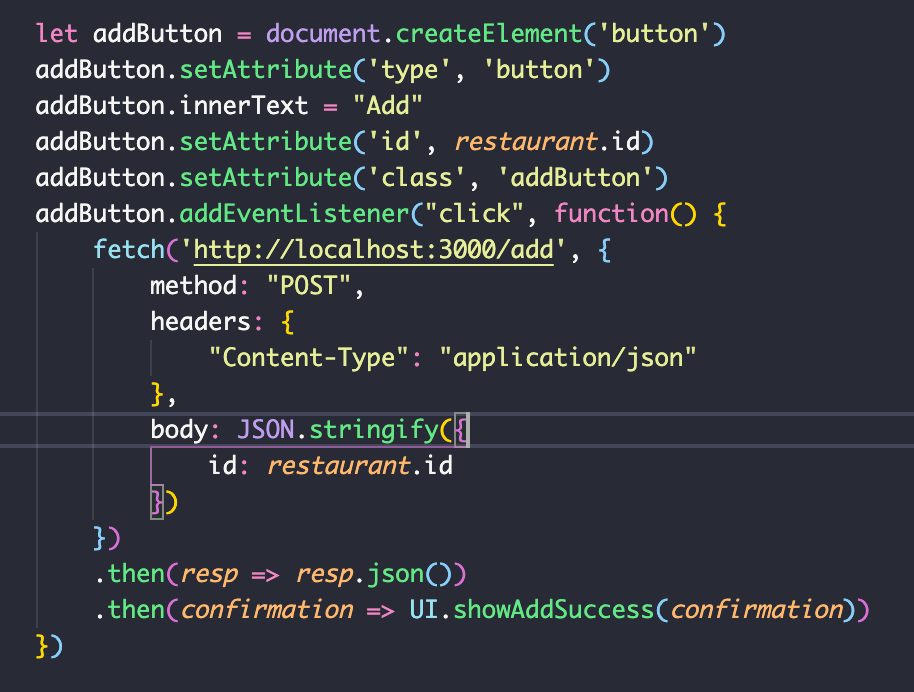 let addButton = document.createElement('button')
addButton.setAttribute('type', 'button')
addButton.innerText = "Add"
addButton.setAttribute('id', restaurant.id)
addButton.setAttribute('class', 'addButton')
addButton.addEventListener("click", function() {
    fetch('http://localhost:3000/add', {
        method: "POST",
        headers: {
            "Content-Type": "application/json"
        },
        body: JSON.stringify({
            id: restaurant.id
        })
    })
    .then(resp => resp.json())
    .then(confirmation => UI.showAddSuccess(confirmation))
})